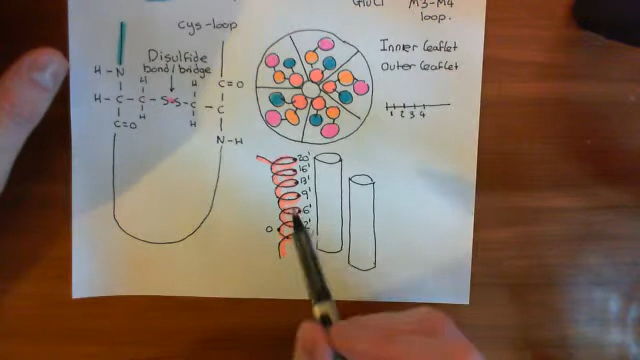 GluCl M3-M4
loop.
cys-loop
Disulfide
bond/bridge
Inner leaflet
Outer leaflet
H - N
C = O
H
H - C - C - S - S - C - C
H
H
C = O
N - H
1 2 3 4
20'
16'
13'
9'
6'
2'
0